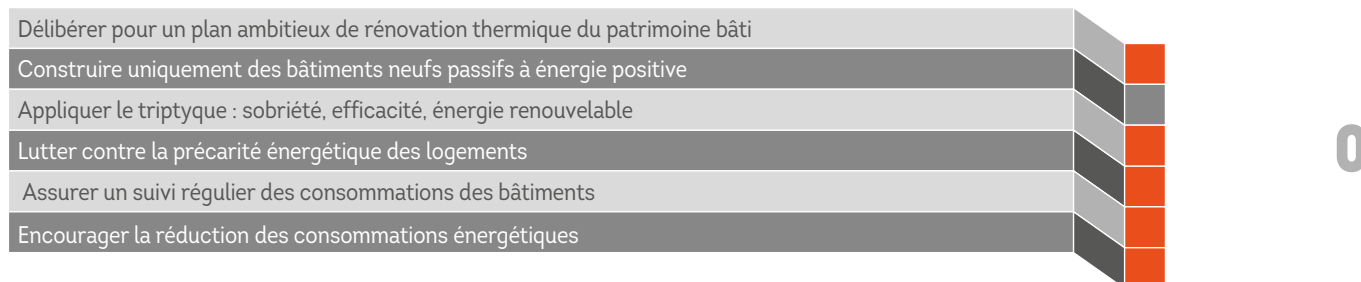 Délibérer pour un plan ambitieux de rénovation thermique du patrimoine bâti
Construire uniquement des bâtiments neufs passifs à énergie positive
Appliquer le triptyque : sobriété, efficacité, énergie renouvelable
Lutter contre la précarité énergétique des logements
Assurer un suivi régulier des consommations des bâtiments
Encourager la réduction des consommations énergétiques